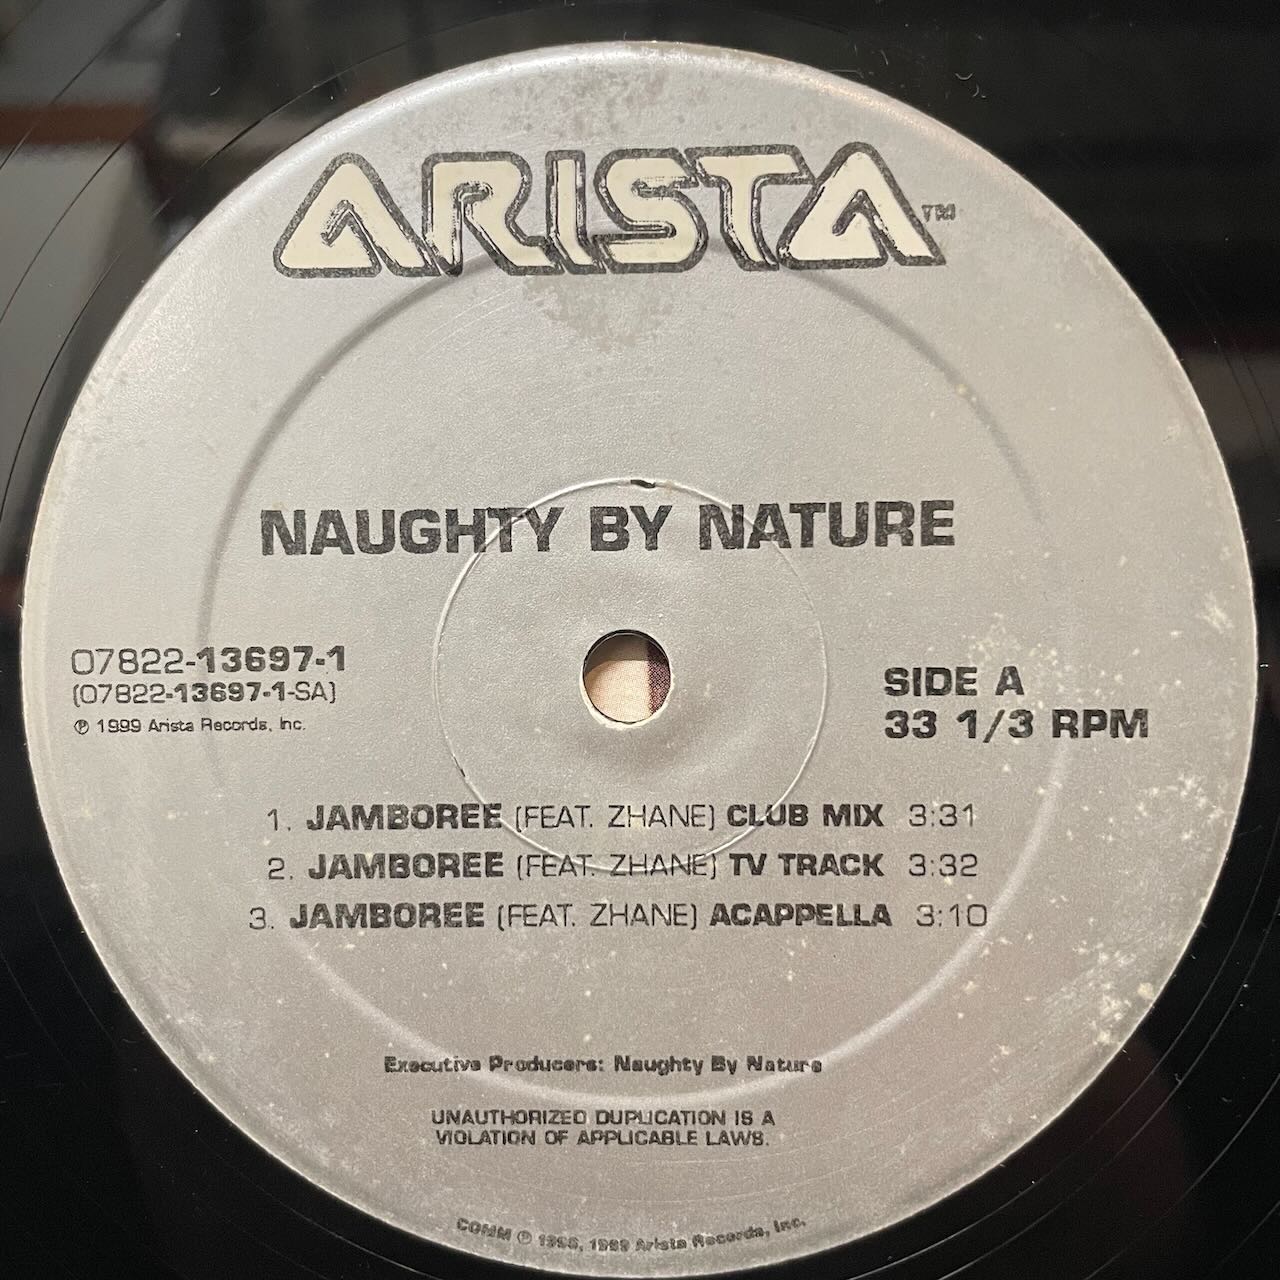 ARISTA™
NAUGHTY BY NATURE
07822-13697-1
(07822-13697-1-SA)
℗ 1999 Arista Records, Inc.
SIDE A
33 1/3 RPM
1. JAMBOREE (FEAT. ZHANE) CLUB MIX 3:31
2. JAMBOREE (FEAT. ZHANE) TV TRACK 3:32
3. JAMBOREE (FEAT. ZHANE) ACAPPELLA 3:10
Executive Producers: Naughty By Nature
UNAUTHORIZED DUPLICATION IS A
VIOLATION OF APPLICABLE LAWS.
℗ 1999 Arista Records, Inc.